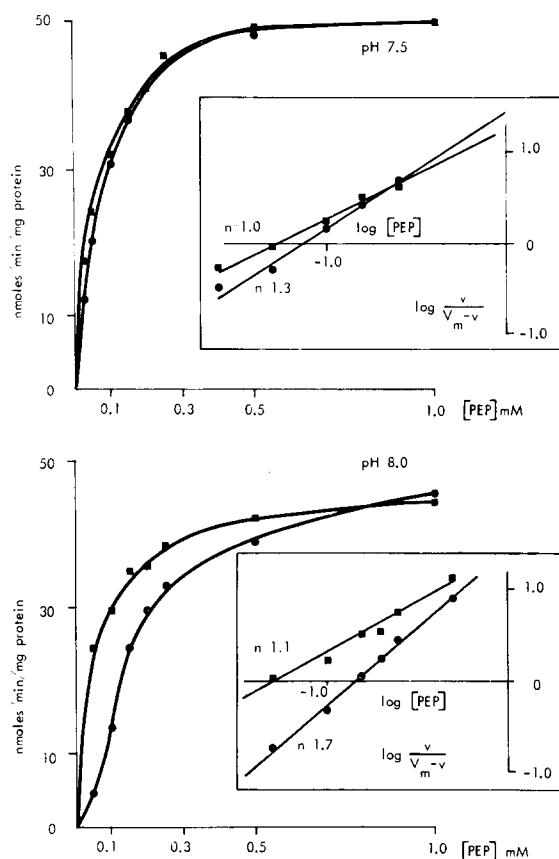 50
30
10
0
nmoles/min/mg protein
pH 7.5
n=1.0
n 1.3
-1.0
log [PEP]
1.0
0
-1.0
log v/Vm-v
0.1
0.3
0.5
1.0
[PEP] mM
50
30
10
0
nmoles/min/mg protein
pH 8.0
n 1.1
n 1.7
-1.0
log [PEP]
1.0
0
-1.0
log v/Vm-v
0.1
0.3
0.5
1.0
[PEP] mM